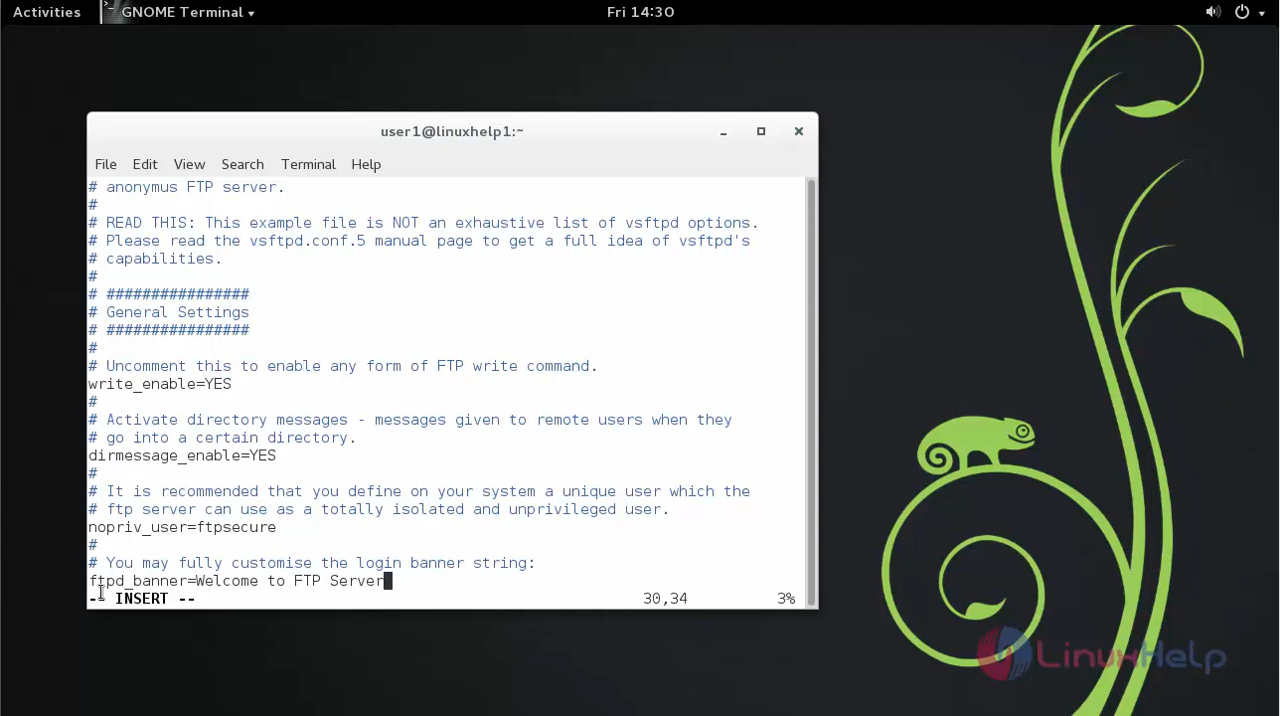 Activities
GNOME Terminal
Fri 14:30
user1@linuxhelp1:~
File Edit View Search Terminal Help
# anonymus FTP server.
#
# READ THIS: This example file is NOT an exhaustive list of vsftpd options.
# Please read the vsftpd.conf.5 manual page to get a full idea of vsftpd's
# capabilities.
#
# ################
# General Settings
# ################
#
# Uncomment this to enable any form of FTP write command.
write_enable=YES
#
# Activate directory messages - messages given to remote users when they
# go into a certain directory.
dirmessage_enable=YES
#
# It is recommended that you define on your system a unique user which the
# ftp server can use as a totally isolated and unprivileged user.
nopriv_user=ftpsecure
#
# You may fully customise the login banner string:
ftpd_banner=Welcome to FTP Server
-- INSERT -- 30,34 3%
LinuxHelp